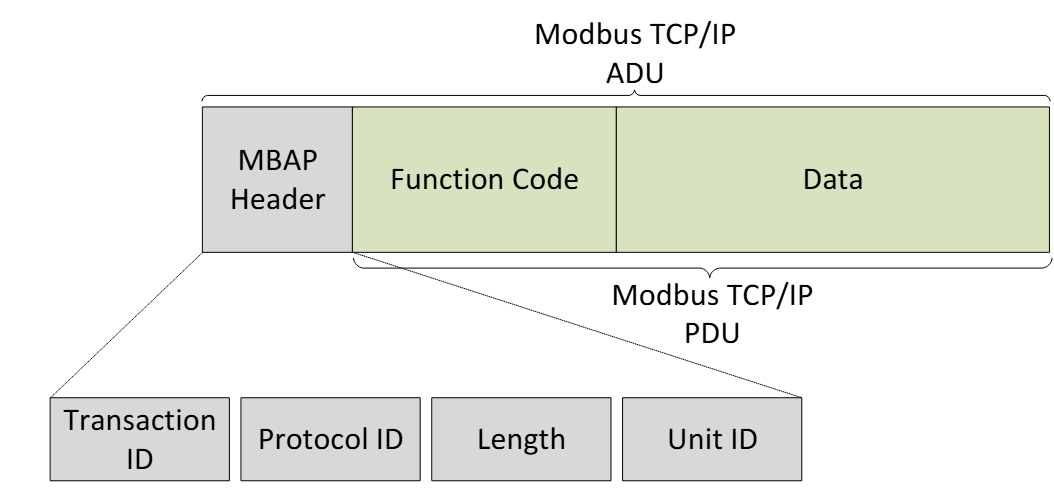 Modbus TCP/IP
ADU
MBAP
Header
Function Code
Data
Modbus TCP/IP
PDU
Transaction
ID
Protocol ID
Length
Unit ID